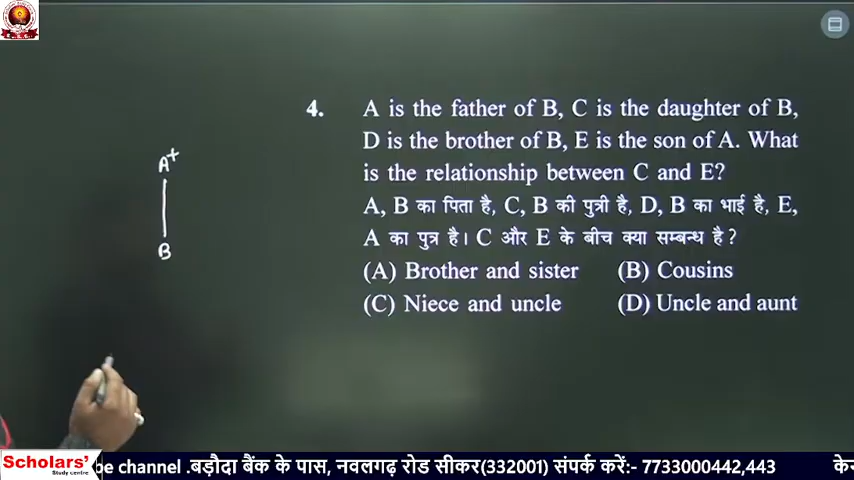 4. A is the father of B, C is the daughter of B,
D is the brother of B, E is the son of A. What
is the relationship between C and E?
A, B का पिता है, C, B की पुत्री है, D, B का भाई है, E,
A का पुत्र है। C और E के बीच क्या सम्बन्ध है?
(A) Brother and sister (B) Cousins
(C) Niece and uncle (D) Uncle and aunt
A+
B
Scholars'
Study Centre
be channel .बड़ौदा बैंक के पास, नवलगढ़ रोड सीकर(332001) संपर्क करें:- 7733000442,443